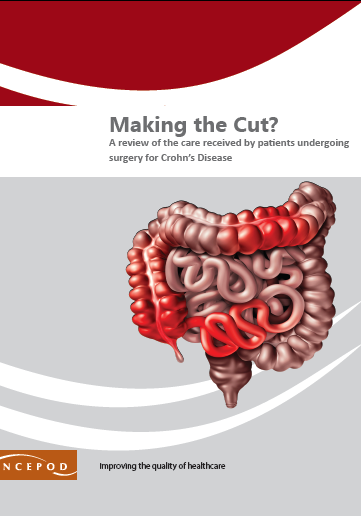 Making the Cut?
A review of the care received by patients undergoing
surgery for Crohn's Disease
NCEPOD
Improving the quality of healthcare